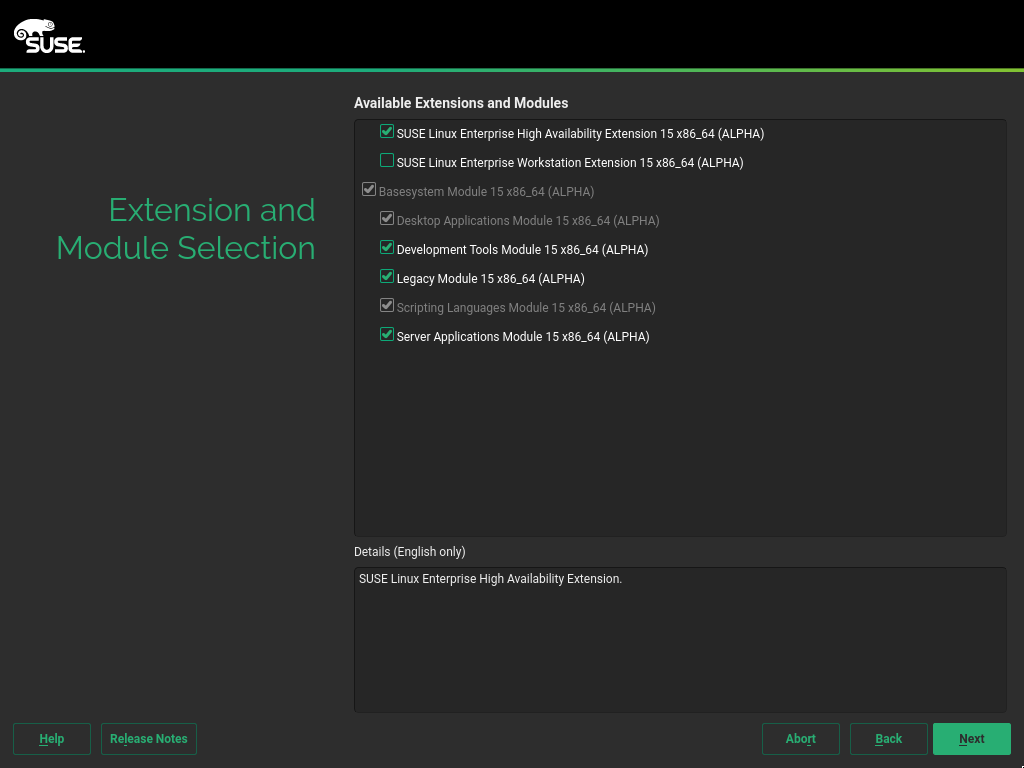 SUSE
Available Extensions and Modules
SUSE Linux Enterprise High Availability Extension 15 x86_64 (ALPHA)
SUSE Linux Enterprise Workstation Extension 15 x86_64 (ALPHA)
Basesystem Module 15 x86_64 (ALPHA)
Desktop Applications Module 15 x86_64 (ALPHA)
Development Tools Module 15 x86_64 (ALPHA)
Legacy Module 15 x86_64 (ALPHA)
Scripting Languages Module 15 x86_64 (ALPHA)
Server Applications Module 15 x86_64 (ALPHA)
Extension and
Module Selection
Details (English only)
SUSE Linux Enterprise High Availability Extension.
Help
Release Notes
Abort
Back
Next